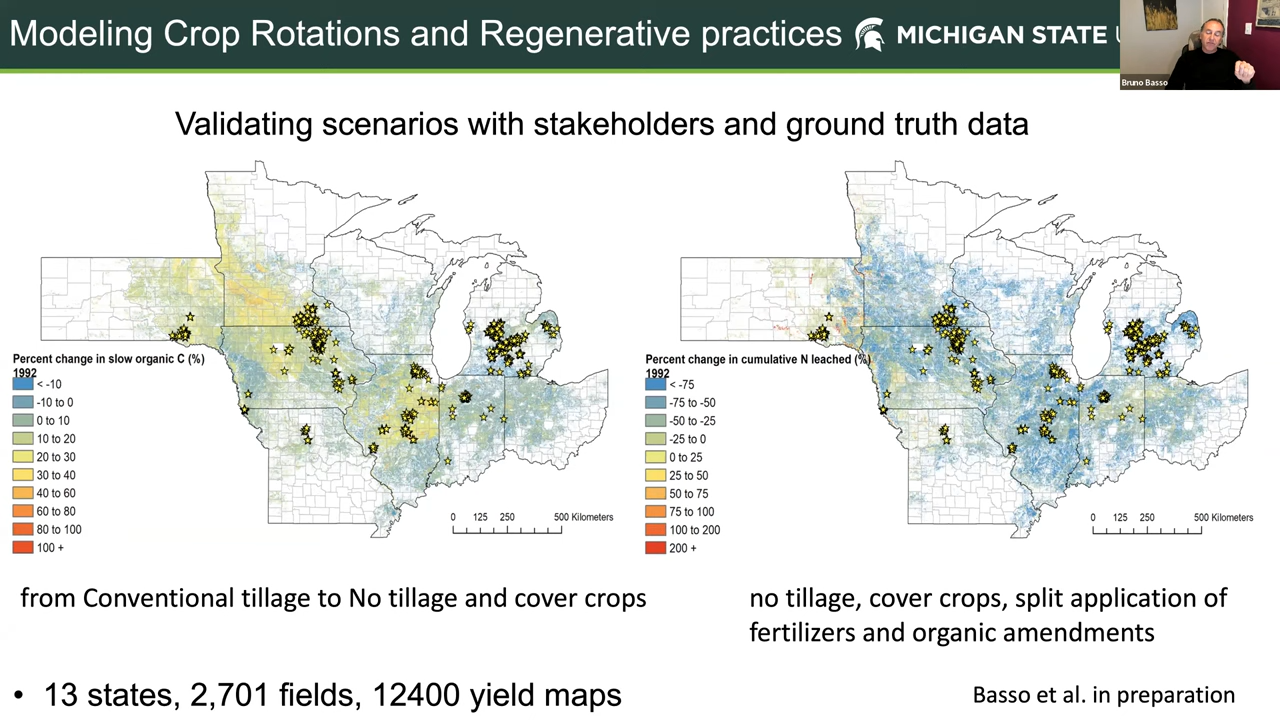 Modeling Crop Rotations and Regenerative practices
MICHIGAN STATE
Bruno Basso
Validating scenarios with stakeholders and ground truth data
Percent change in slow organic C (%)
1992
< -10
-10 to 0
0 to 10
10 to 20
20 to 30
30 to 40
40 to 60
60 to 80
80 to 100
100 +
0 125 250 500 Kilometers
Percent change in cumulative N leached (%)
1992
< -75
-75 to -50
-50 to -25
-25 to 0
0 to 25
25 to 50
50 to 75
75 to 100
100 to 200
200 +
0 125 250 500 Kilometers
from Conventional tillage to No tillage and cover crops
no tillage, cover crops, split application of
fertilizers and organic amendments
• 13 states, 2,701 fields, 12400 yield maps
Basso et al. in preparation